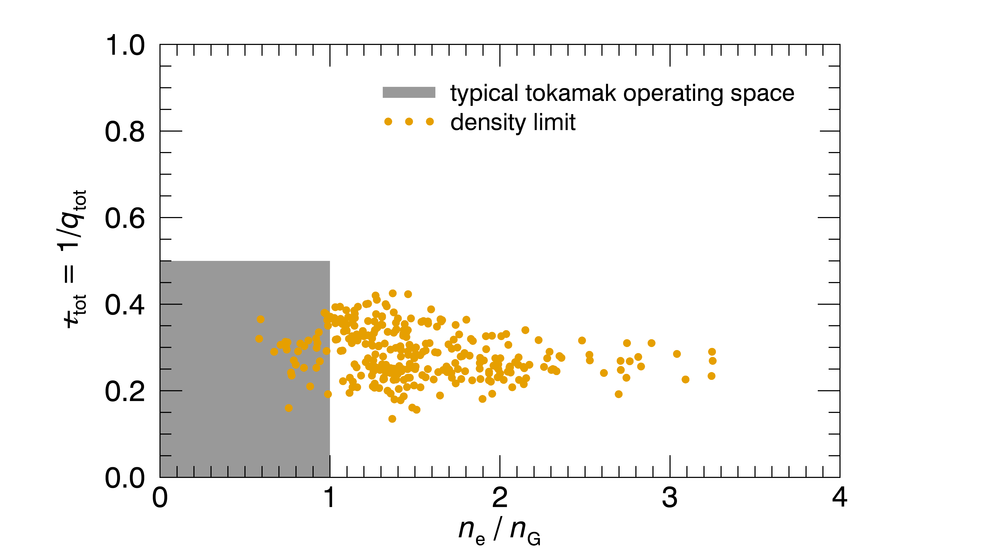 1.0
0.8
0.6
0.4
0.2
0.0
0 1 2 3 4
typical tokamak operating space
density limit
ƭtot = 1/qtot
ne / nG